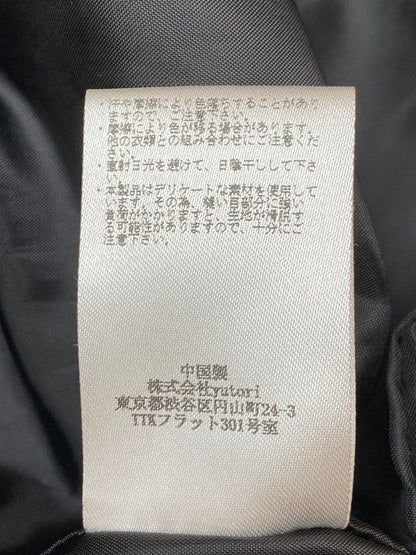 ・汗や摩擦により色落ちすることがあり
ますので、ご注意下さい。
・摩擦により色が移る場合があります。
他の衣類との組み合わせにご注意くだ
さい。
・直射日光を避けて、日陰干しして下さ
い。
・本製品はデリケートな素材を使用して
います。その為、縫い目部分に強い
負荷がかかりますと、生地が滑脱す
る可能性がありますので、十分にご
注意下さい。
中国製
株式会社yutori
東京都渋谷区円山町24-3
TTKフラット301号室